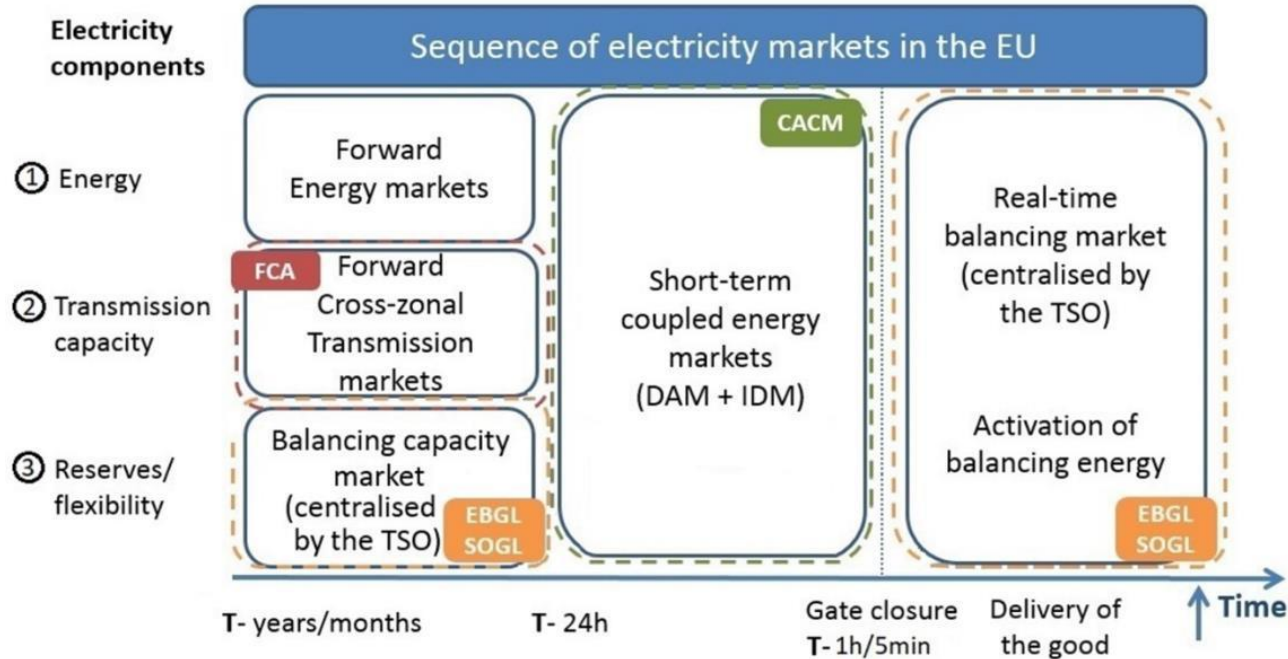 Electricity
components
Sequence of electricity markets in the EU
① Energy
Forward
Energy markets
② Transmission
capacity
FCA
Forward
Cross-zonal
Transmission
markets
③ Reserves/
flexibility
Balancing capacity
market
(centralised
by the TSO)
EBGL
SOGL
CACM
Short-term
coupled energy
markets
(DAM + IDM)
Real-time
balancing market
(centralised by
the TSO)
Activation of
balancing energy
EBGL
SOGL
T- years/months
T- 24h
Gate closure
T- 1h/5min
Delivery of
the good
Time